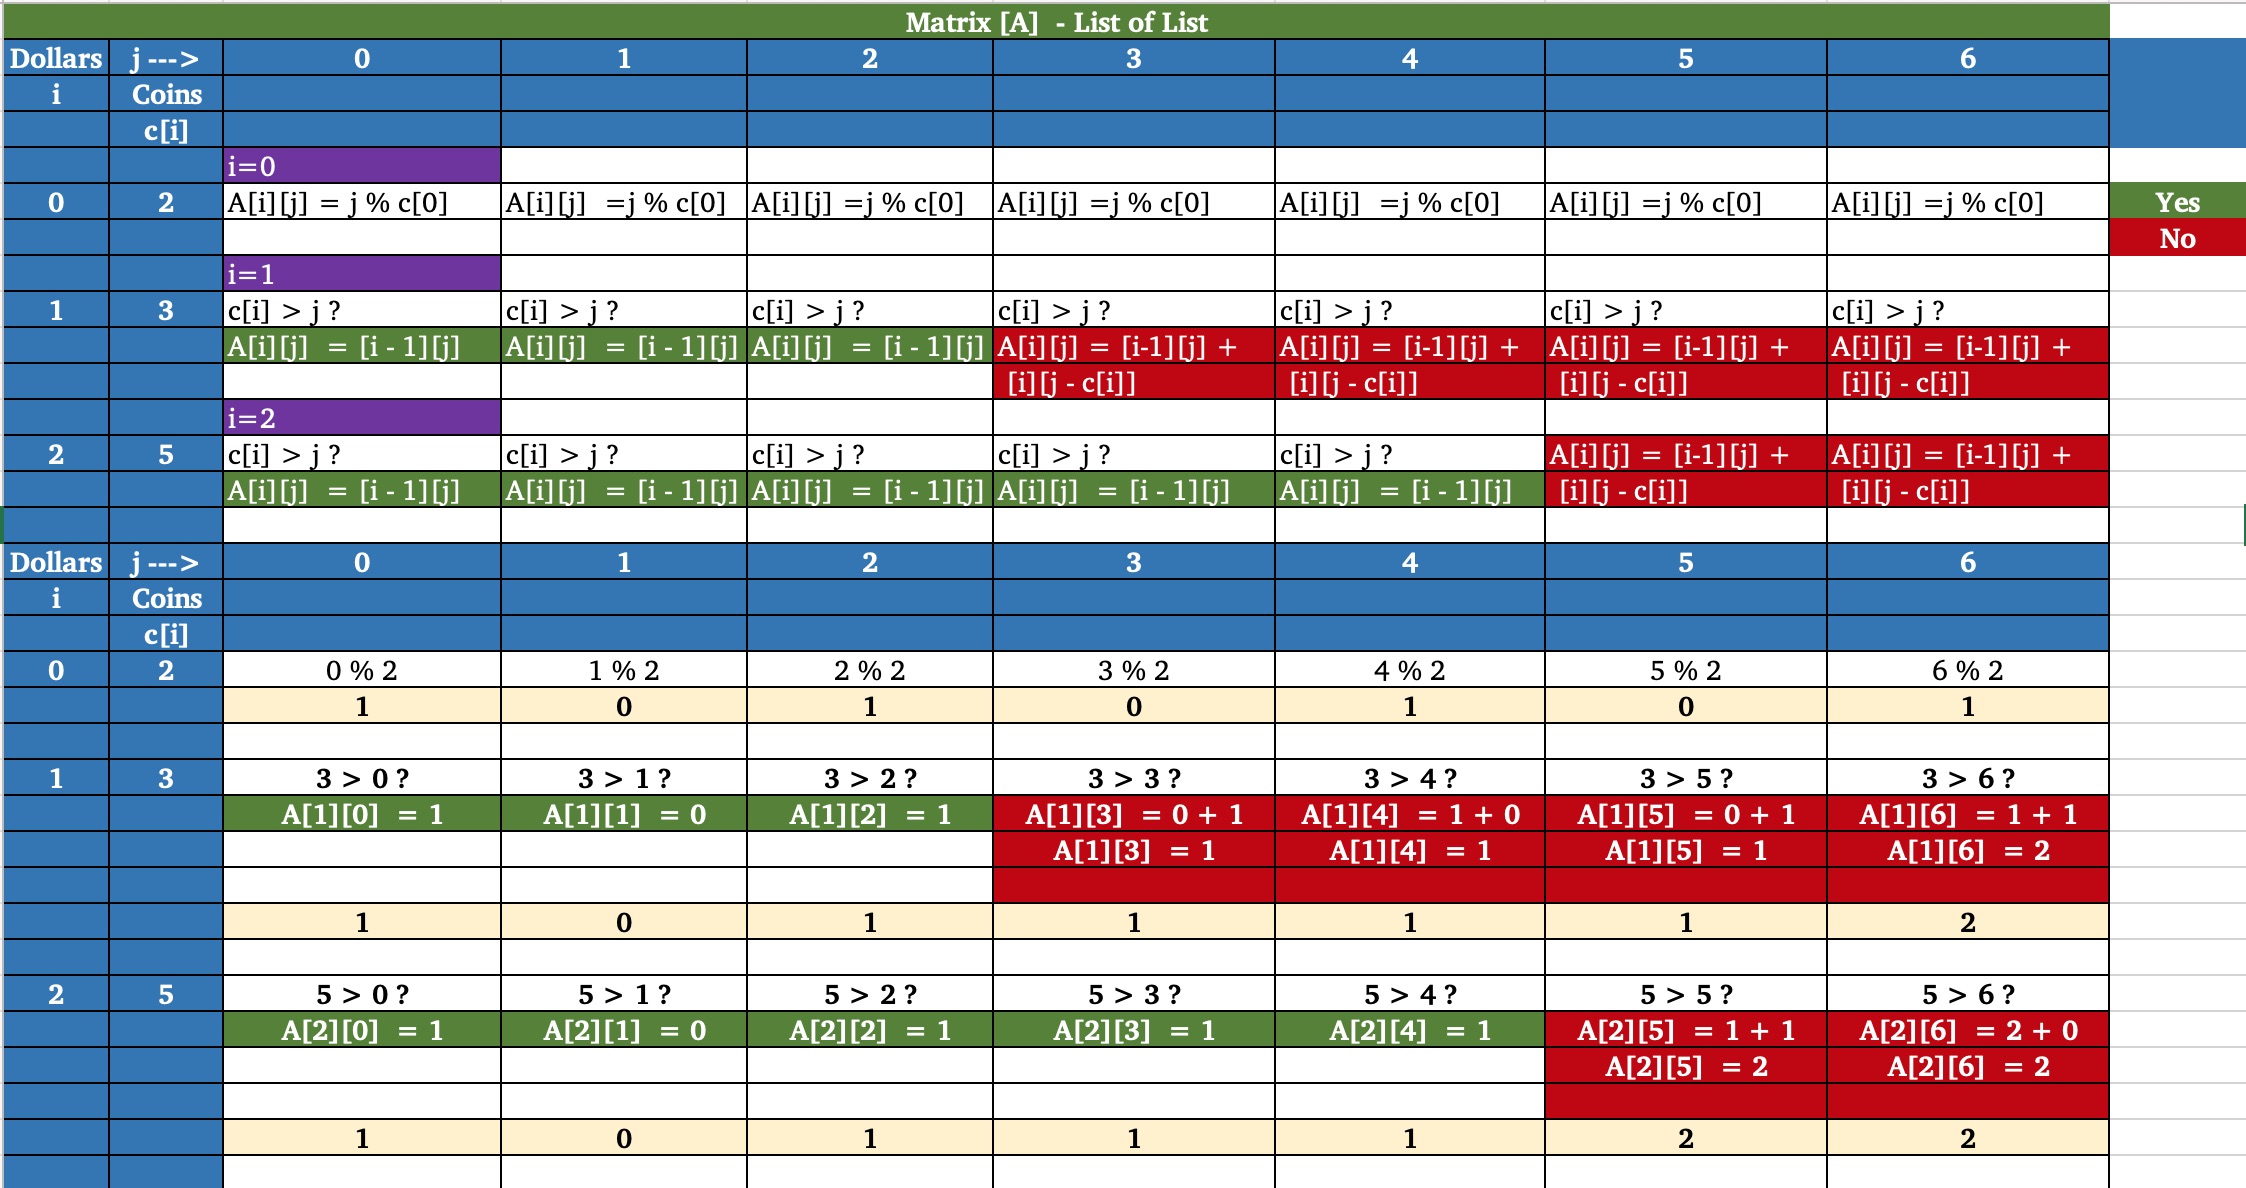 Matrix [A]  - List of List
Dollars j ---> 0 1 2 3 4 5 6
i Coins
c[i]
i=0
0 2 A[i][j] = j % c[0] A[i][j]  =j % c[0] A[i][j] =j % c[0] A[i][j] =j % c[0] A[i][j]  =j % c[0] A[i][j] =j % c[0] A[i][j] =j % c[0] Yes
No
i=1
1 3 c[i] > j ? c[i] > j ? c[i] > j ? c[i] > j ? c[i] > j ? c[i] > j ? c[i] > j ?
A[i][j]  = [i - 1][j] A[i][j]  = [i - 1][j] A[i][j]  = [i - 1][j] A[i][j] = [i-1][j] + A[i][j] = [i-1][j] + A[i][j] = [i-1][j] + A[i][j] = [i-1][j] +
[i][j - c[i]] [i][j - c[i]] [i][j - c[i]] [i][j - c[i]]
i=2
2 5 c[i] > j ? c[i] > j ? c[i] > j ? c[i] > j ? c[i] > j ? A[i][j] = [i-1][j] + A[i][j] = [i-1][j] +
A[i][j]  = [i - 1][j] A[i][j]  = [i - 1][j] A[i][j]  = [i - 1][j] A[i][j]  = [i - 1][j] A[i][j]  = [i - 1][j] [i][j - c[i]] [i][j - c[i]]
Dollars j ---> 0 1 2 3 4 5 6
i Coins
c[i]
0 2 0 % 2 1 % 2 2 % 2 3 % 2 4 % 2 5 % 2 6 % 2
1 0 1 0 1 0 1
1 3 3 > 0 ? 3 > 1 ? 3 > 2 ? 3 > 3 ? 3 > 4 ? 3 > 5 ? 3 > 6 ?
A[1][0]  = 1 A[1][1]  = 0 A[1][2]  = 1 A[1][3]  = 0 + 1 A[1][4]  = 1 + 0 A[1][5]  = 0 + 1 A[1][6]  = 1 + 1
A[1][3]  = 1 A[1][4]  = 1 A[1][5]  = 1 A[1][6]  = 2
1 0 1 1 1 1 2
2 5 5 > 0 ? 5 > 1 ? 5 > 2 ? 5 > 3 ? 5 > 4 ? 5 > 5 ? 5 > 6 ?
A[2][0]  = 1 A[2][1]  = 0 A[2][2]  = 1 A[2][3]  = 1 A[2][4]  = 1 A[2][5]  = 1 + 1 A[2][6]  = 2 + 0
A[2][5]  = 2 A[2][6]  = 2
1 0 1 1 1 2 2